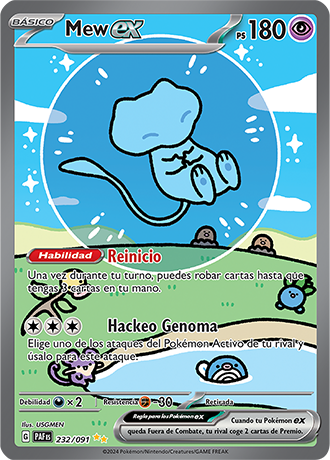 BÁSICO
Mew ex
PS 180
Habilidad Reinicio
Una vez durante tu turno, puedes robar cartas hasta que
tengas 3 cartas en tu mano.
Hackeo Genoma
Elige uno de los ataques del Pokémon Activo de tu rival y
úsalo para este ataque.
Debilidad ×2 Resistencia -30 Retirada
Ilus. USGMEN
Regla para los Pokémon ex
Cuando tu Pokémon ex
G PAF ES 232/091
queda Fuera de Combate, tu rival coge 2 cartas de Premio.
©2024 Pokémon/Nintendo/Creatures/GAME FREAK